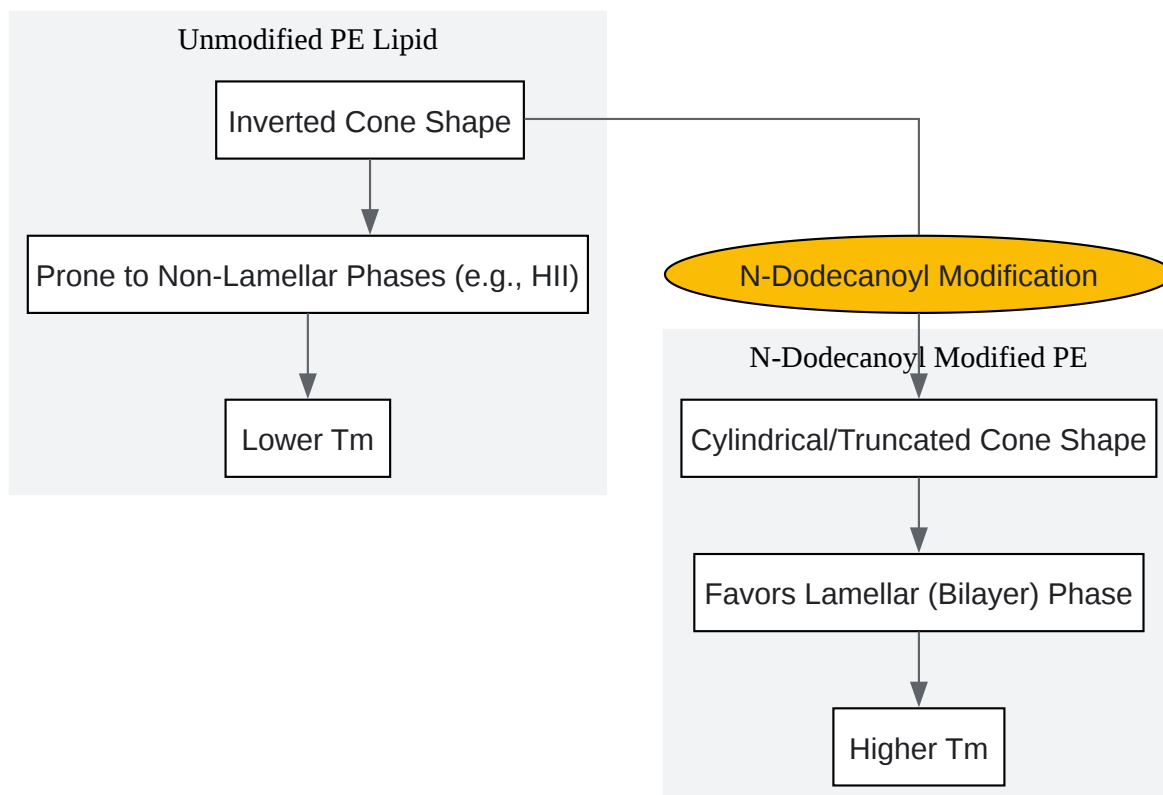 Unmodified PE Lipid
Inverted Cone Shape
Prone to Non-Lamellar Phases (e.g., HII)
Lower Tm
N-Dodecanoyl Modification
N-Dodecanoyl Modified PE
Cylindrical/Truncated Cone Shape
Favors Lamellar (Bilayer) Phase
Higher Tm